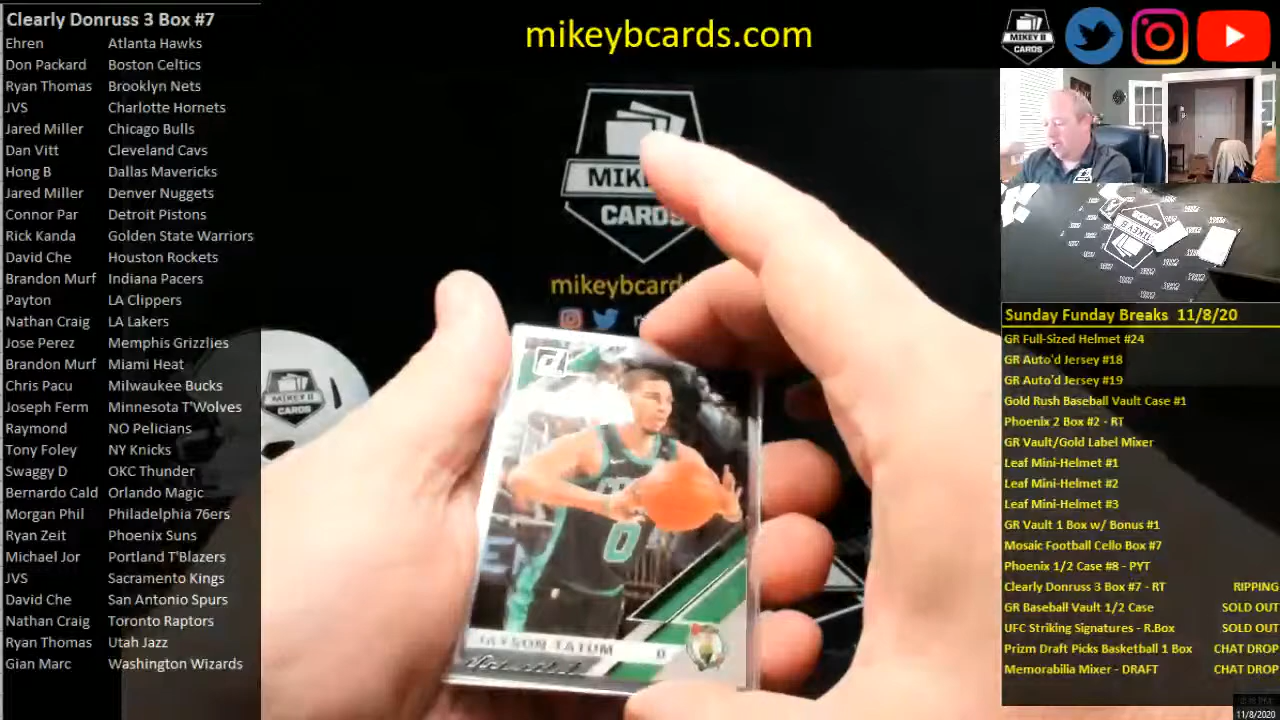 Clearly Donruss 3 Box #7
Ehren Atlanta Hawks
Don Packard Boston Celtics
Ryan Thomas Brooklyn Nets
JVS Charlotte Hornets
Jared Miller Chicago Bulls
Dan Vitt Cleveland Cavs
Hong B Dallas Mavericks
Jared Miller Denver Nuggets
Connor Par Detroit Pistons
Rick Kanda Golden State Warriors
David Che Houston Rockets
Brandon Murf Indiana Pacers
Payton LA Clippers
Nathan Craig LA Lakers
Jose Perez Memphis Grizzlies
Brandon Murf Miami Heat
Chris Pacu Milwaukee Bucks
Joseph Ferm Minnesota T'Wolves
Raymond NO Pelicians
Tony Foley NY Knicks
Swaggy D OKC Thunder
Bernardo Cald Orlando Magic
Morgan Phil Philadelphia 76ers
Ryan Zeit Phoenix Suns
Michael Jor Portland T'Blazers
JVS Sacramento Kings
David Che San Antonio Spurs
Nathan Craig Toronto Raptors
Ryan Thomas Utah Jazz
Gian Marc Washington Wizards
mikeybcards.com
MIK
CARDS
mikeybcard
d
0
JAYSON TATUM 0
MIKEY B
CARDS
MIKEY B
CARDS
MIKEY B
CARDS
Sunday Funday Breaks 11/8/20
GR Full-Sized Helmet #24
GR Auto'd Jersey #18
GR Auto'd Jersey #19
Gold Rush Baseball Vault Case #1
Phoenix 2 Box #2 - RT
GR Vault/Gold Label Mixer
Leaf Mini-Helmet #1
Leaf Mini-Helmet #2
Leaf Mini-Helmet #3
GR Vault 1 Box w/ Bonus #1
Mosaic Football Cello Box #7
Phoenix 1/2 Case #8 - PYT
Clearly Donruss 3 Box #7 - RT RIPPING
GR Baseball Vault 1/2 Case SOLD OUT
UFC Striking Signatures - R.Box SOLD OUT
Prizm Draft Picks Basketball 1 Box CHAT DROP
Memorabilia Mixer - DRAFT CHAT DROP
11/8/2020